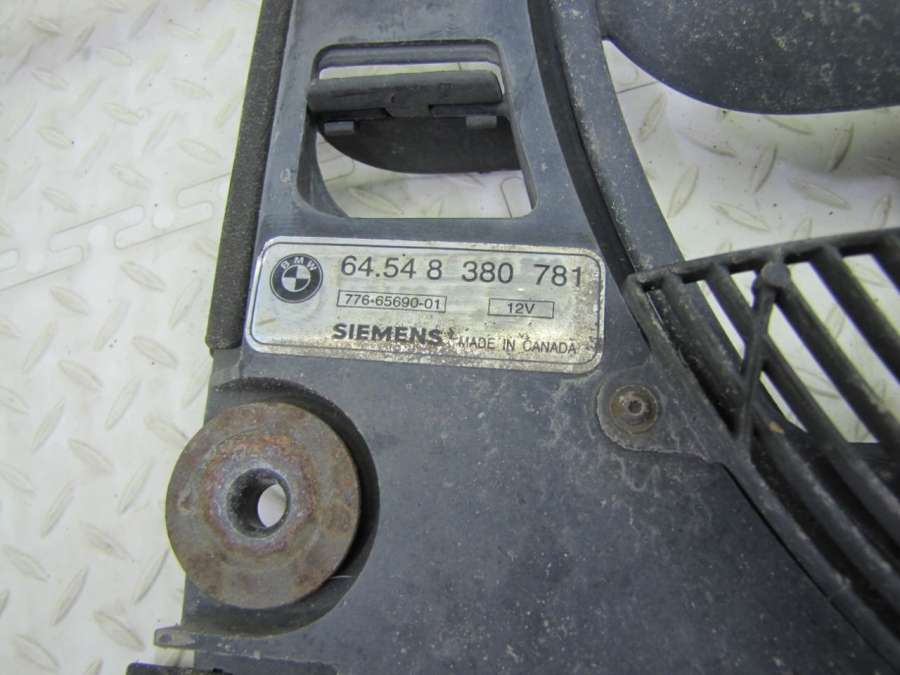 BMW
64.54 8 380 781
776-65690-01 12V
SIEMENS MADE IN CANADA